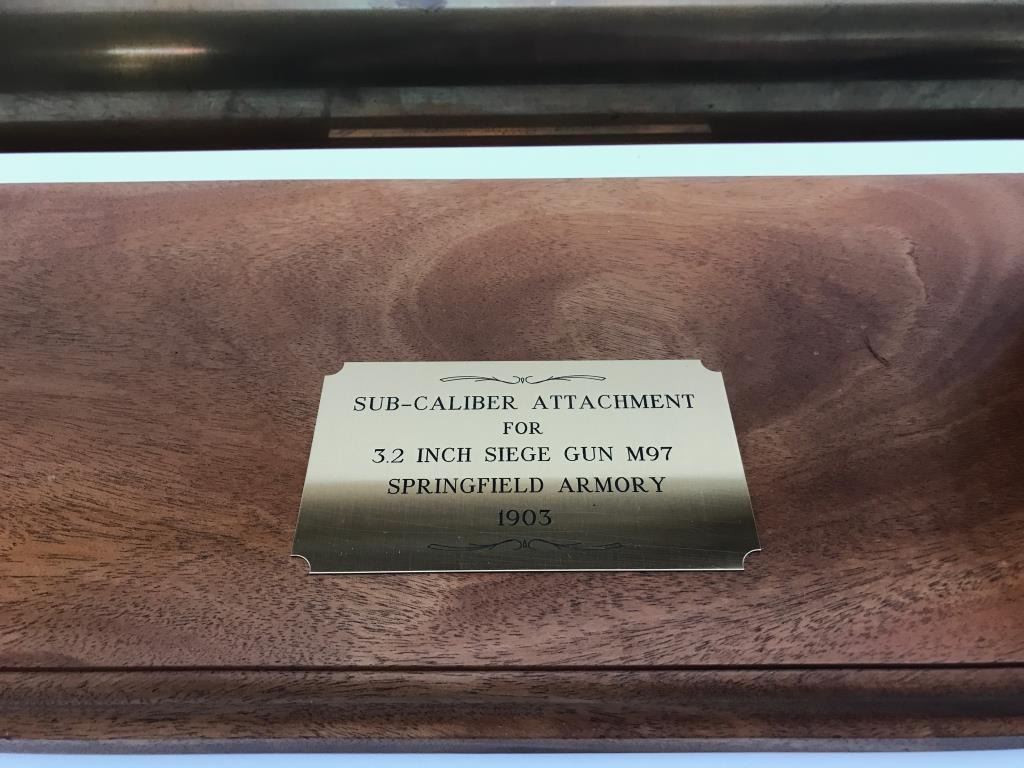 SUB-CALIBER ATTACHMENT
FOR
3.2 INCH SIEGE GUN M97
SPRINGFIELD ARMORY
1903